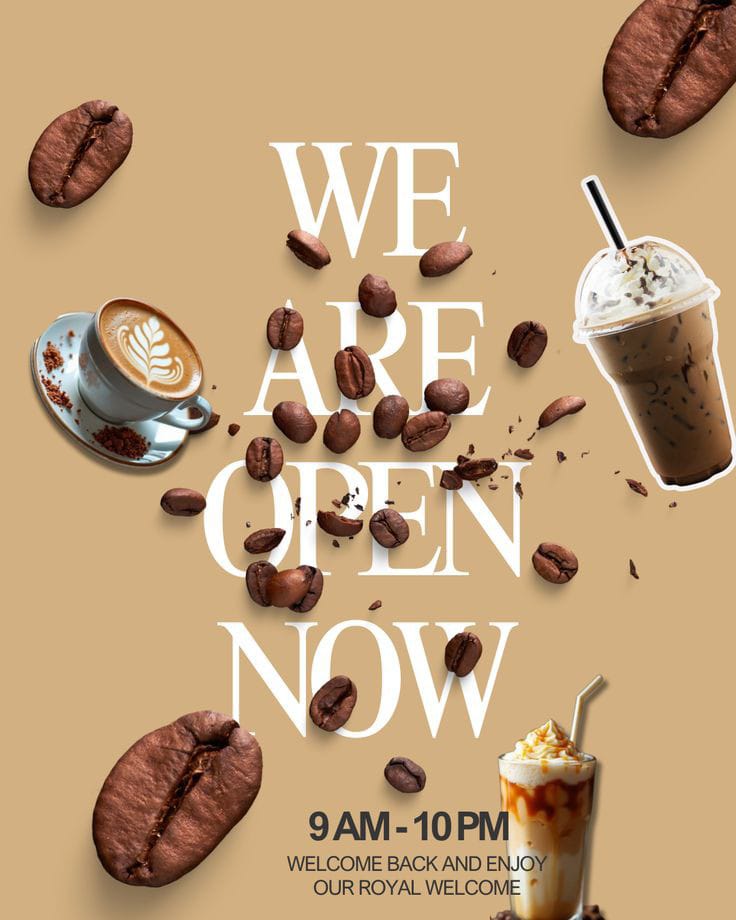 WE
ARE
OPEN
NOW
9 AM - 10 PM
WELCOME BACK AND ENJOY
OUR ROYAL WELCOME